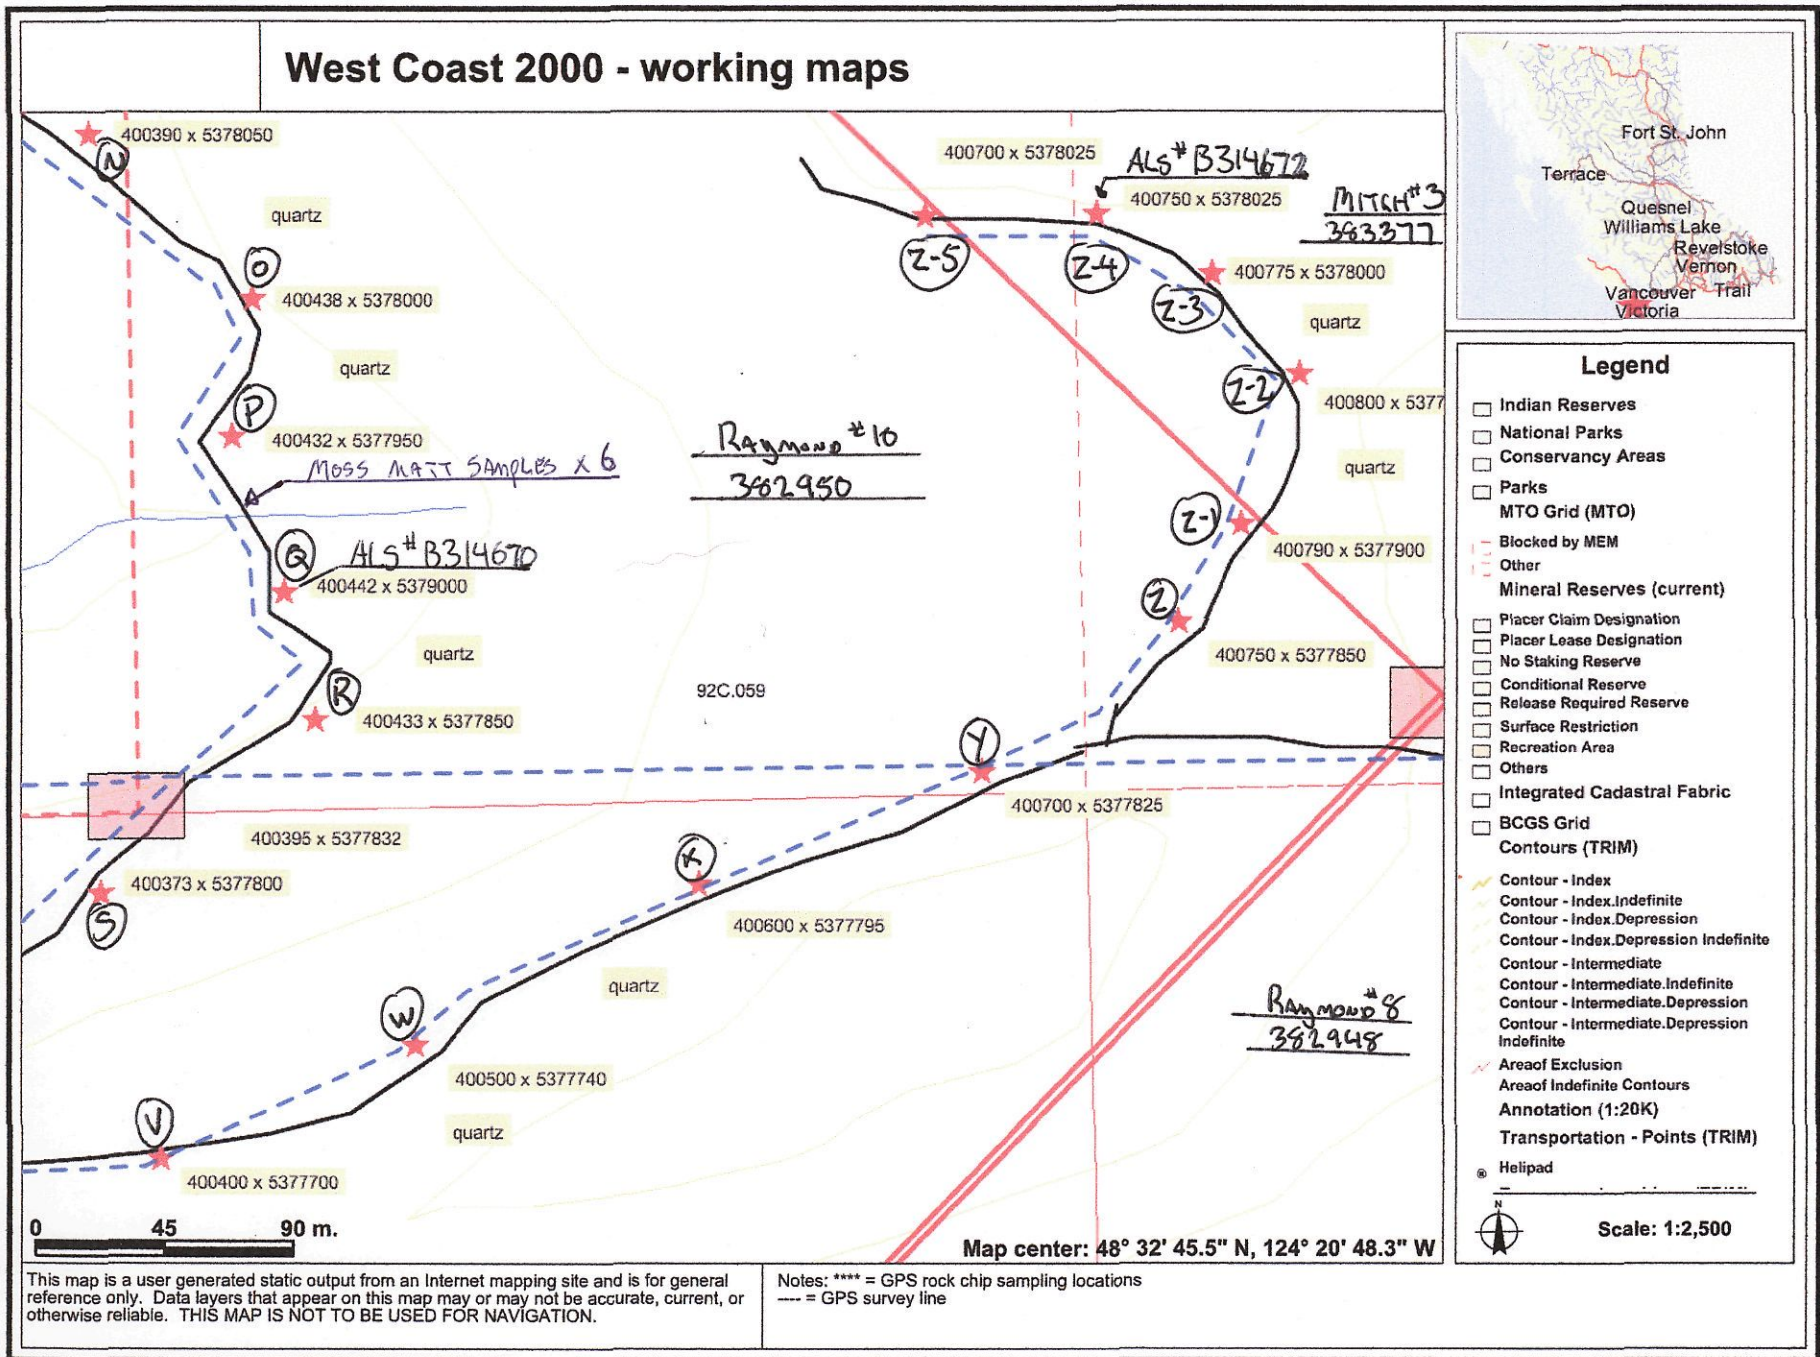 West Coast 2000 - working maps
400390 x 5378050
N
quartz
O
400438 x 5378000
quartz
P
400432 x 5377950
MOSS MATT SAMPLES x 6
Q
ALS# B314670
400442 x 5379000
quartz
R
400433 x 5377850
400395 x 5377832
400373 x 5377800
S
RAYMOND #10
382950
92C.059
400700 x 5378025
ALS# B314672
400750 x 5378025
MITCH #3
383377
Z-5
Z-4
400775 x 5378000
Z-3
quartz
Z-2
400800 x 5377
quartz
Z-1
400790 x 5377900
Z
400750 x 5377850
Y
400700 x 5377825
X
400600 x 5377795
quartz
W
400500 x 5377740
quartz
V
400400 x 5377700
RAYMOND #8
382948
0 45 90 m.
Map center: 48° 32' 45.5" N, 124° 20' 48.3" W
Fort St. John
Terrace
Quesnel
Williams Lake
Revelstoke
Vernon
Vancouver Trail
Victoria
Legend
Indian Reserves
National Parks
Conservancy Areas
Parks
MTO Grid (MTO)
Blocked by MEM
Other
Mineral Reserves (current)
Placer Claim Designation
Placer Lease Designation
No Staking Reserve
Conditional Reserve
Release Required Reserve
Surface Restriction
Recreation Area
Others
Integrated Cadastral Fabric
BCGS Grid
Contours (TRIM)
Contour - Index
Contour - Index.Indefinite
Contour - Index.Depression
Contour - Index.Depression Indefinite
Contour - Intermediate
Contour - Intermediate.Indefinite
Contour - Intermediate.Depression
Contour - Intermediate.Depression
Indefinite
Areaof Exclusion
Areaof Indefinite Contours
Annotation (1:20K)
Transportation - Points (TRIM)
Helipad
N
Scale: 1:2,500
This map is a user generated static output from an Internet mapping site and is for general
reference only. Data layers that appear on this map may or may not be accurate, current, or
otherwise reliable. THIS MAP IS NOT TO BE USED FOR NAVIGATION.
Notes: **** = GPS rock chip sampling locations
---- = GPS survey line